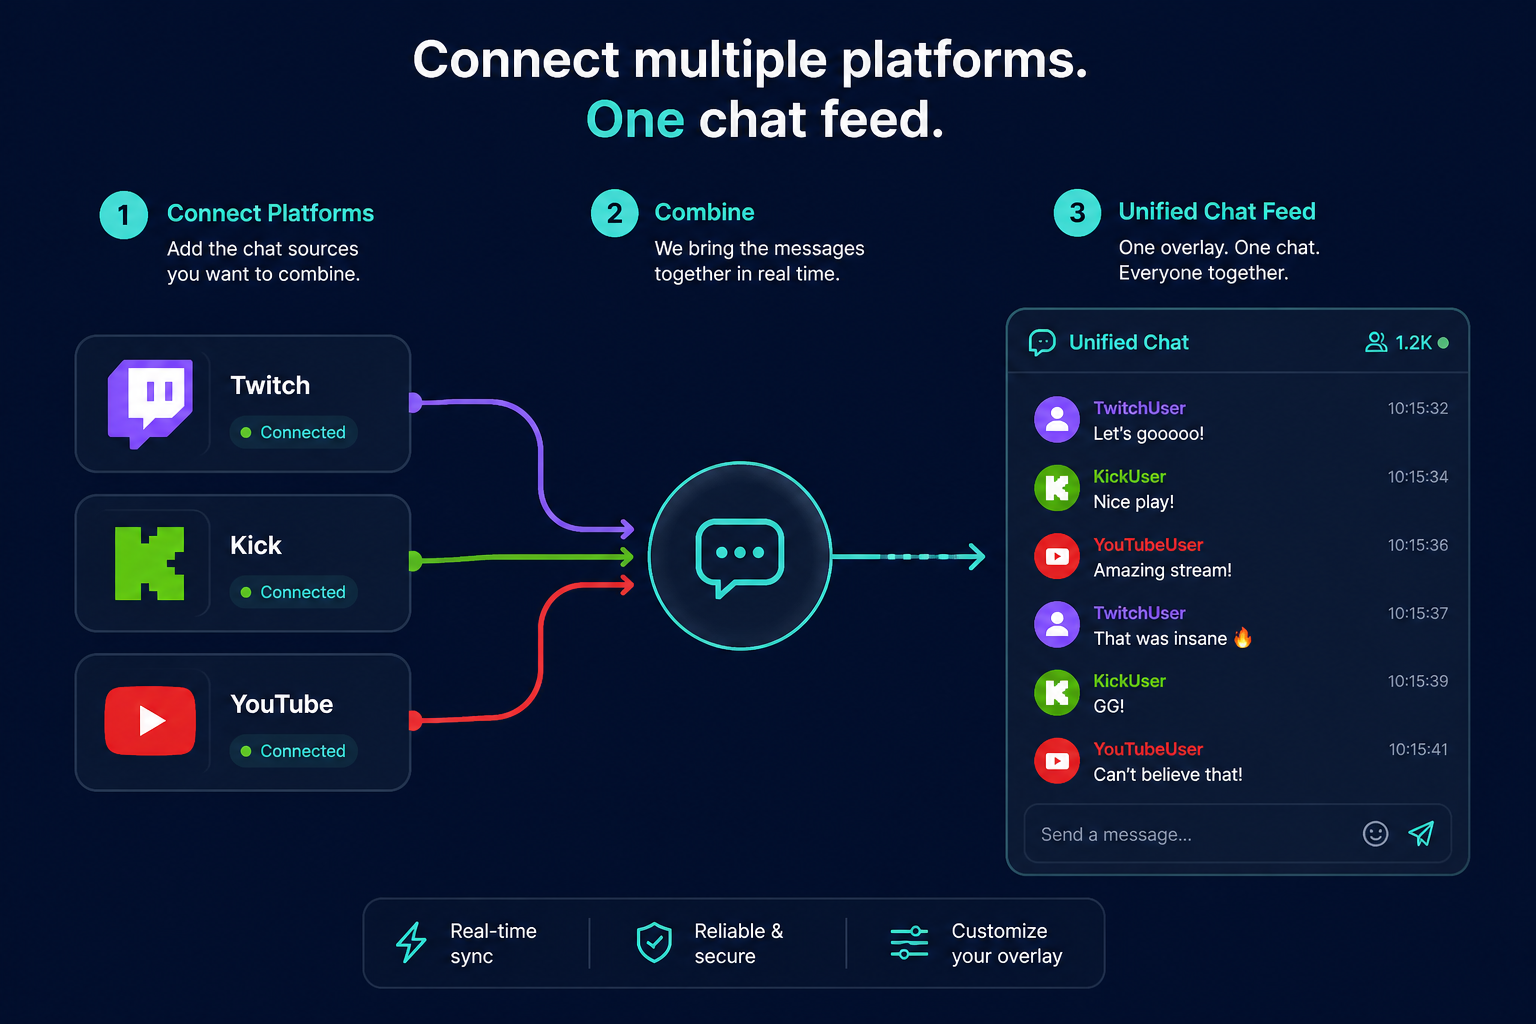 Connect multiple platforms.
One chat feed.
1
Connect Platforms
Add the chat sources
you want to combine.
2
Combine
We bring the messages
together in real time.
3
Unified Chat Feed
One overlay. One chat.
Everyone together.
Twitch
Connected
Kick
Connected
YouTube
Connected
Unified Chat
1.2K
TwitchUser
10:15:32
Let's gooooo!
KickUser
10:15:34
Nice play!
YouTubeUser
10:15:36
Amazing stream!
TwitchUser
10:15:37
That was insane 🔥
KickUser
10:15:39
GG!
YouTubeUser
10:15:41
Can't believe that!
Send a message...
Real-time
sync
Reliable &
secure
Customize
your overlay